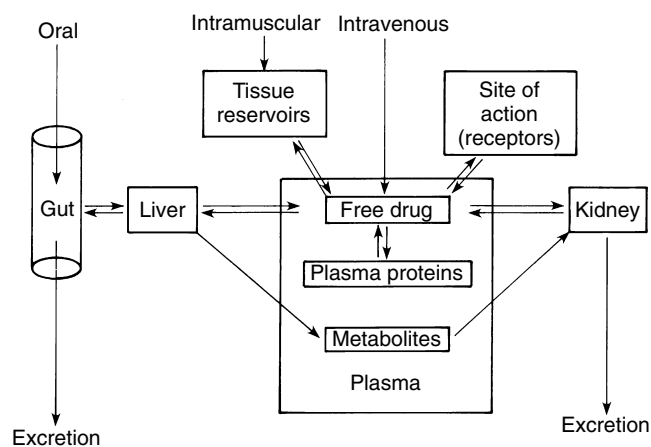 Oral
Intramuscular
Intravenous
Tissue
reservoirs
Site of
action
(receptors)
Gut
Liver
Free drug
Kidney
Plasma proteins
Metabolites
Plasma
Excretion
Excretion